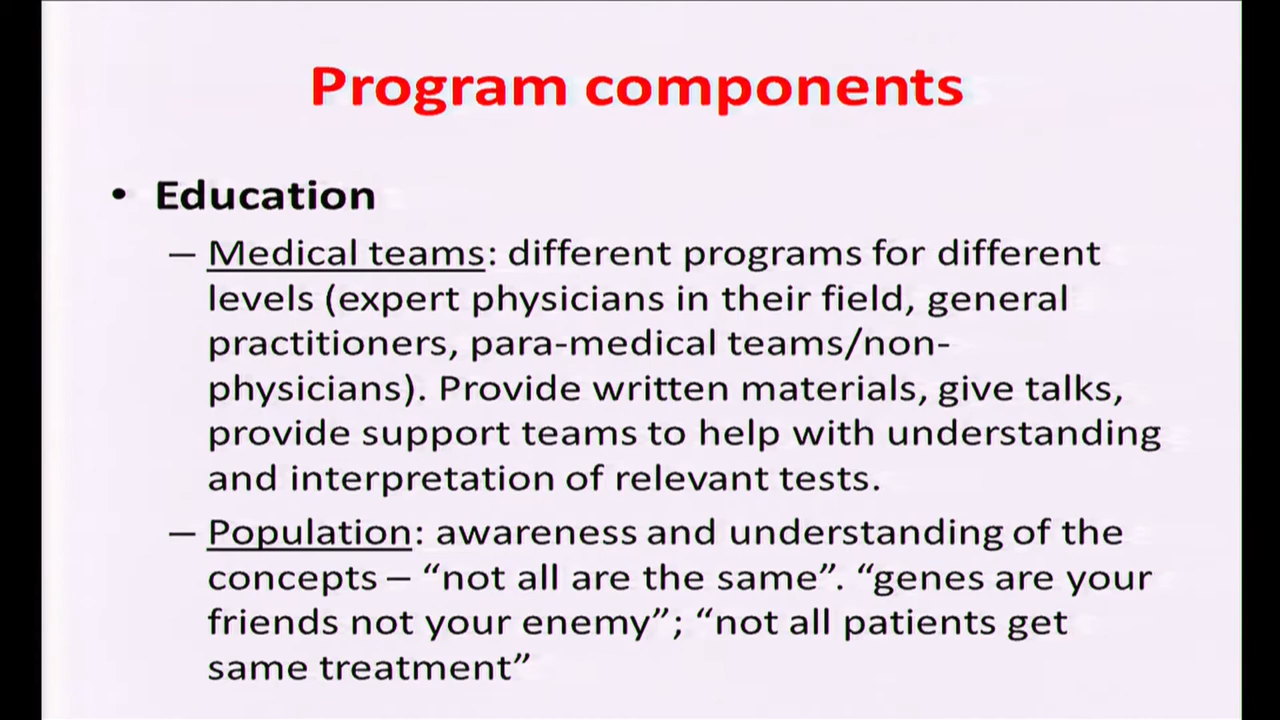 Program components
• Education
– Medical teams: different programs for different
levels (expert physicians in their field, general
practitioners, para-medical teams/non-
physicians). Provide written materials, give talks,
provide support teams to help with understanding
and interpretation of relevant tests.
– Population: awareness and understanding of the
concepts – “not all are the same”. “genes are your
friends not your enemy”; “not all patients get
same treatment”